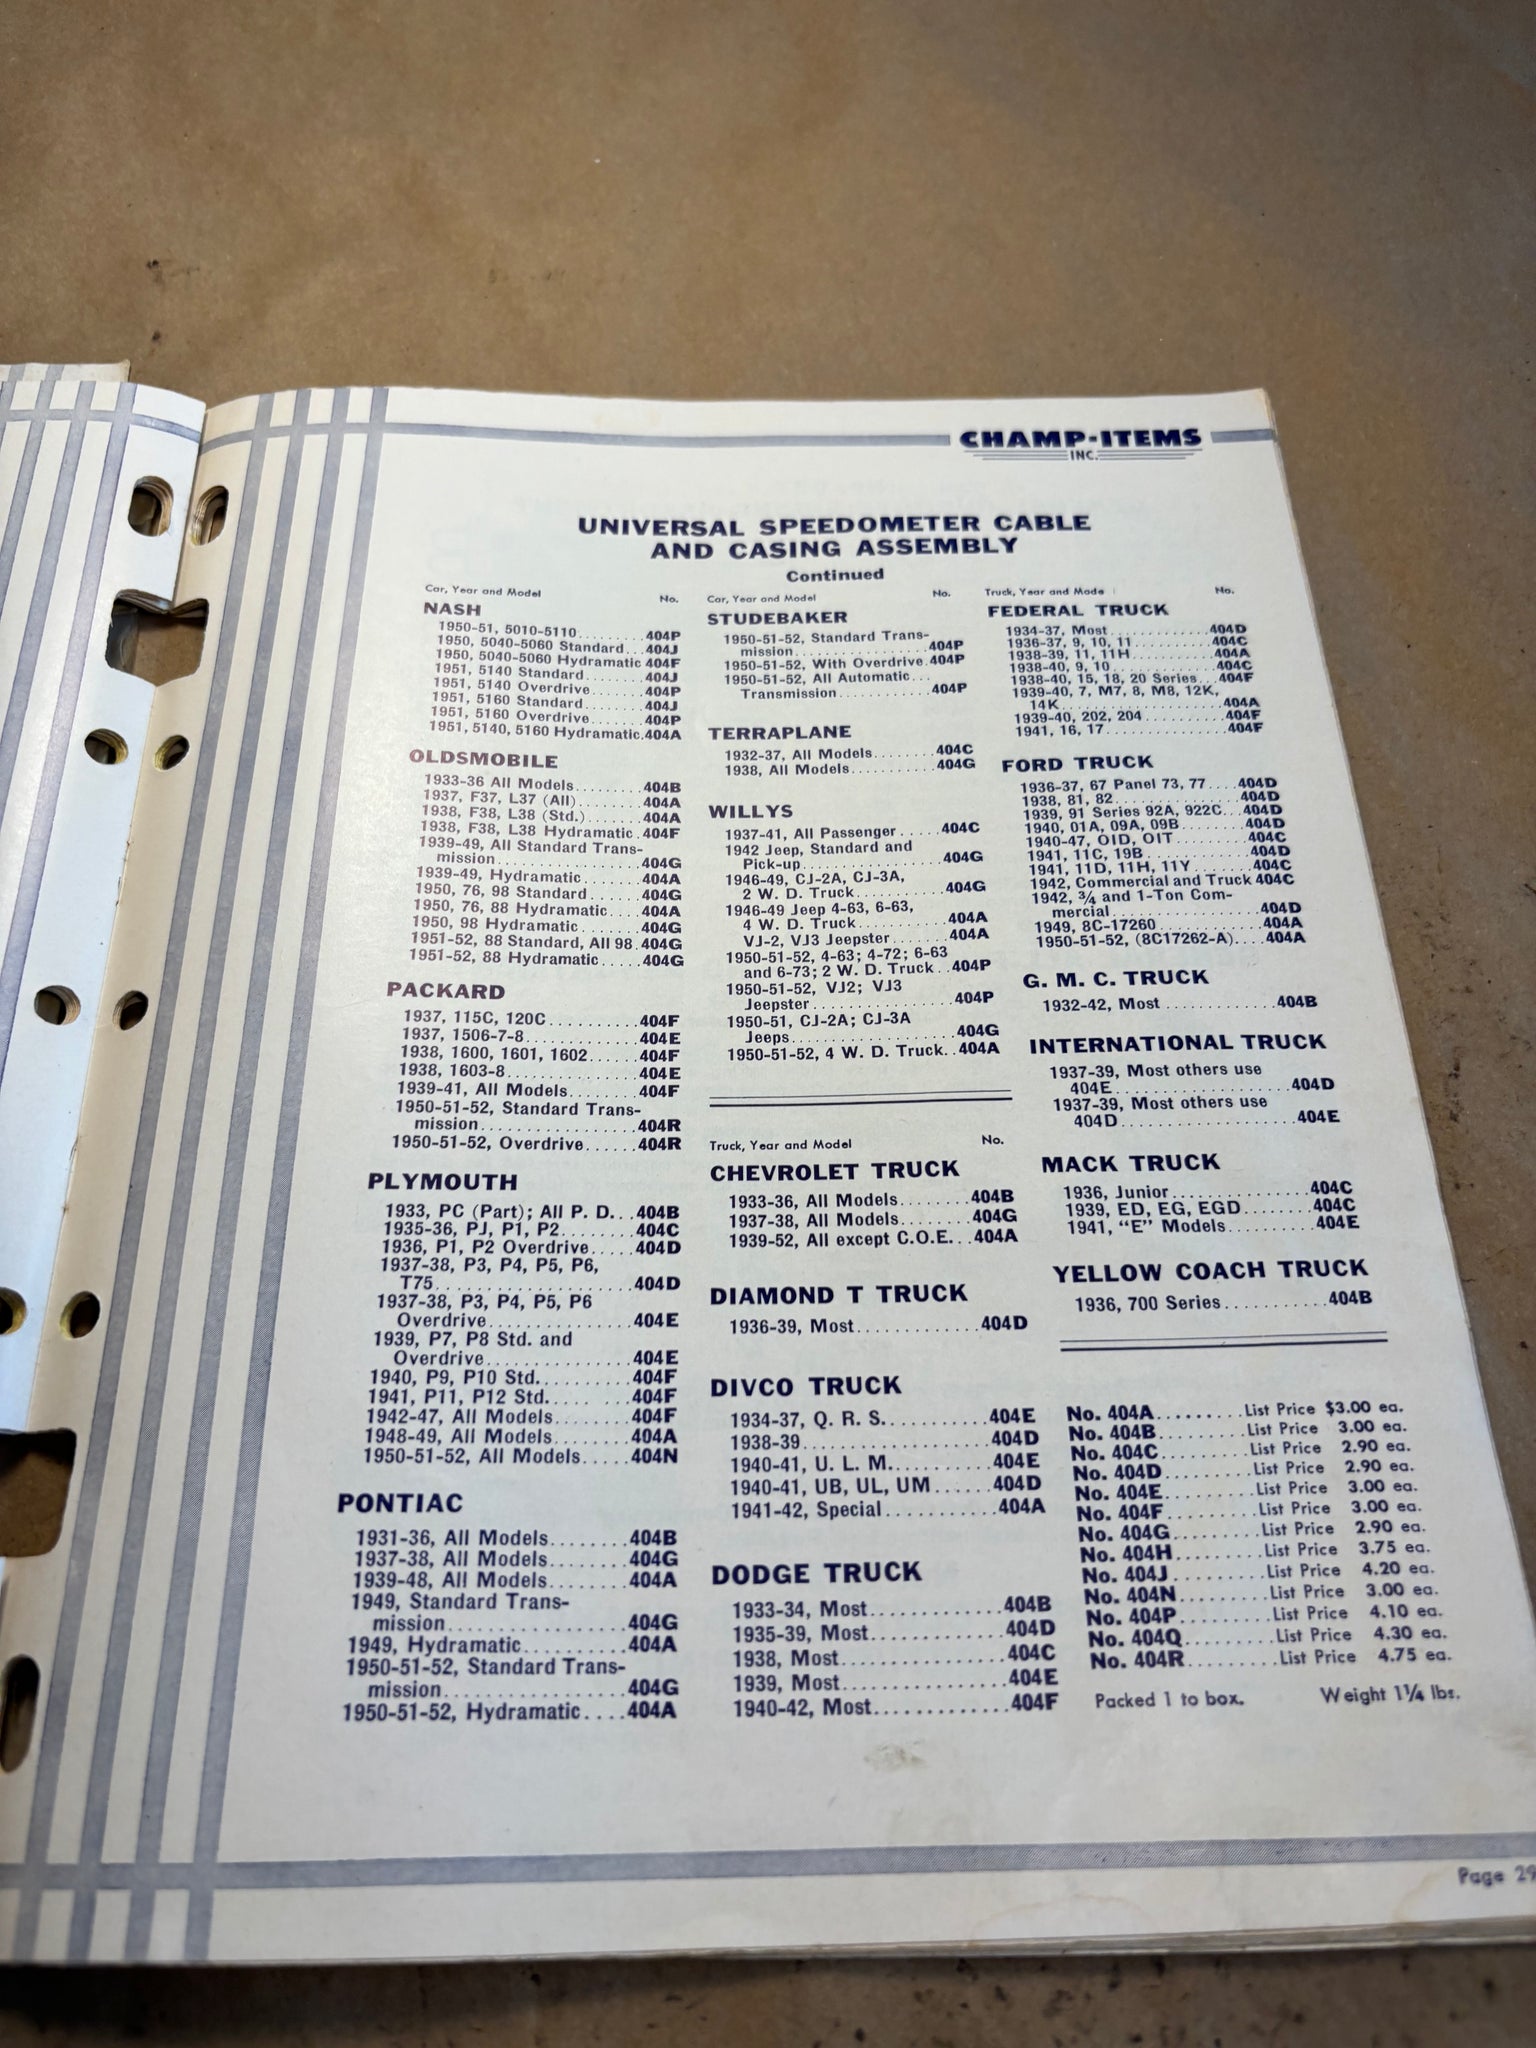 CHAMP-ITEMS
INC.
UNIVERSAL SPEEDOMETER CABLE
AND CASING ASSEMBLY
Continued
Car, Year and Model No.
NASH
1950-51, 5010-5110........404P
1950, 5040-5060 Standard...404J
1950, 5040-5060 Hydramatic 404F
1951, 5140 Standard........404J
1951, 5140 Overdrive.......404P
1951, 5160 Standard........404J
1951, 5160 Overdrive.......404P
1951, 5140, 5160 Hydramatic.404A
OLDSMOBILE
1933-36 All Models.........404B
1937, F37, L37 (All).......404A
1938, F38, L38 (Std.)......404A
1938, F38, L38 Hydramatic.404F
1939-49, All Standard Trans-
mission..................404G
1939-49, Hydramatic........404A
1950, 76, 98 Standard......404G
1950, 76, 88 Hydramatic....404A
1950, 98 Hydramatic........404G
1951-52, 88 Standard, All 98.404G
1951-52, 88 Hydramatic.....404G
PACKARD
1937, 115C, 120C...........404F
1937, 1506-7-8.............404E
1938, 1600, 1601, 1602.....404F
1938, 1603-8...............404E
1939-41, All Models........404F
1950-51-52, Standard Trans-
mission..................404R
1950-51-52, Overdrive......404R
PLYMOUTH
1933, PC (Part); All P. D...404B
1935-36, PJ, P1, P2........404C
1936, P1, P2 Overdrive.....404D
1937-38, P3, P4, P5, P6,
T75.....................404D
1937-38, P3, P4, P5, P6
Overdrive................404E
1939, P7, P8 Std. and
Overdrive................404E
1940, P9, P10 Std..........404F
1941, P11, P12 Std.........404F
1942-47, All Models........404F
1948-49, All Models........404A
1950-51-52, All Models.....404N
PONTIAC
1931-36, All Models........404B
1937-38, All Models........404G
1939-48, All Models........404A
1949, Standard Trans-
mission..................404G
1949, Hydramatic...........404A
1950-51-52, Standard Trans-
mission..................404G
1950-51-52, Hydramatic....404A
Car, Year and Model No.
STUDEBAKER
1950-51-52, Standard Trans-
mission..................404P
1950-51-52, With Overdrive.404P
1950-51-52, All Automatic...
Transmission.............404P
TERRAPLANE
1932-37, All Models........404C
1938, All Models...........404G
WILLYS
1937-41, All Passenger.....404C
1942 Jeep, Standard and
Pick-up..................404G
1946-49, CJ-2A, CJ-3A,
2 W. D. Truck............404G
1946-49 Jeep 4-63, 6-63,
4 W. D. Truck............404A
VJ-2, VJ3 Jeepster.......404A
1950-51-52, 4-63; 4-72; 6-63
and 6-73; 2 W. D. Truck..404P
1950-51-52, VJ2; VJ3
Jeepster.................404P
1950-51, CJ-2A; CJ-3A
Jeeps....................404G
1950-51-52, 4 W. D. Truck..404A
Truck, Year and Model No.
CHEVROLET TRUCK
1933-36, All Models........404B
1937-38, All Models........404G
1939-52, All except C.O.E...404A
DIAMOND T TRUCK
1936-39, Most.............404D
DIVCO TRUCK
1934-37, Q. R. S...........404E
1938-39....................404D
1940-41, U. L. M...........404E
1940-41, UB, UL, UM......404D
1941-42, Special...........404A
DODGE TRUCK
1933-34, Most.............404B
1935-39, Most.............404D
1938, Most................404C
1939, Most................404E
1940-42, Most.............404F
Truck, Year and Mode No.
FEDERAL TRUCK
1934-37, Most.............404D
1936-37, 9, 10, 11.........404C
1938-39, 11, 11H...........404A
1938-40, 9, 10.............404C
1938-40, 15, 18, 20 Series...404F
1939-40, 7, M7, 8, M8, 12K,
14K......................404A
1939-40, 202, 204..........404F
1941, 16, 17...............404F
FORD TRUCK
1936-37, 67 Panel 73, 77....404D
1938, 81, 82...............404D
1939, 91 Series 92A, 922C...404D
1940, 01A, 09A, 09B........404D
1940-47, OID, OIT..........404C
1941, 11C, 19B.............404D
1941, 11D, 11H, 11Y........404C
1942, Commercial and Truck 404C
1942, ¾ and 1-Ton Com-
mercial..................404D
1949, 8C-17260.............404A
1950-51-52, (8C17262-A)....404A
G. M. C. TRUCK
1932-42, Most..............404B
INTERNATIONAL TRUCK
1937-39, Most others use
404E.....................404D
1937-39, Most others use
404D.....................404E
MACK TRUCK
1936, Junior...............404C
1939, ED, EG, EGD..........404C
1941, “E” Models...........404E
YELLOW COACH TRUCK
1936, 700 Series...........404B
No. 404A.........List Price $3.00 ea.
No. 404B.........List Price 3.00 ea.
No. 404C.........List Price 2.90 ea.
No. 404D.........List Price 2.90 ea.
No. 404E.........List Price 3.00 ea.
No. 404F.........List Price 3.00 ea.
No. 404G.........List Price 2.90 ea.
No. 404H.........List Price 3.75 ea.
No. 404J.........List Price 4.20 ea.
No. 404N.........List Price 3.00 ea.
No. 404P.........List Price 4.10 ea.
No. 404Q.........List Price 4.30 ea.
No. 404R.........List Price 4.75 ea.
Packed 1 to box. Weight 1¼ lbs.
Page 29